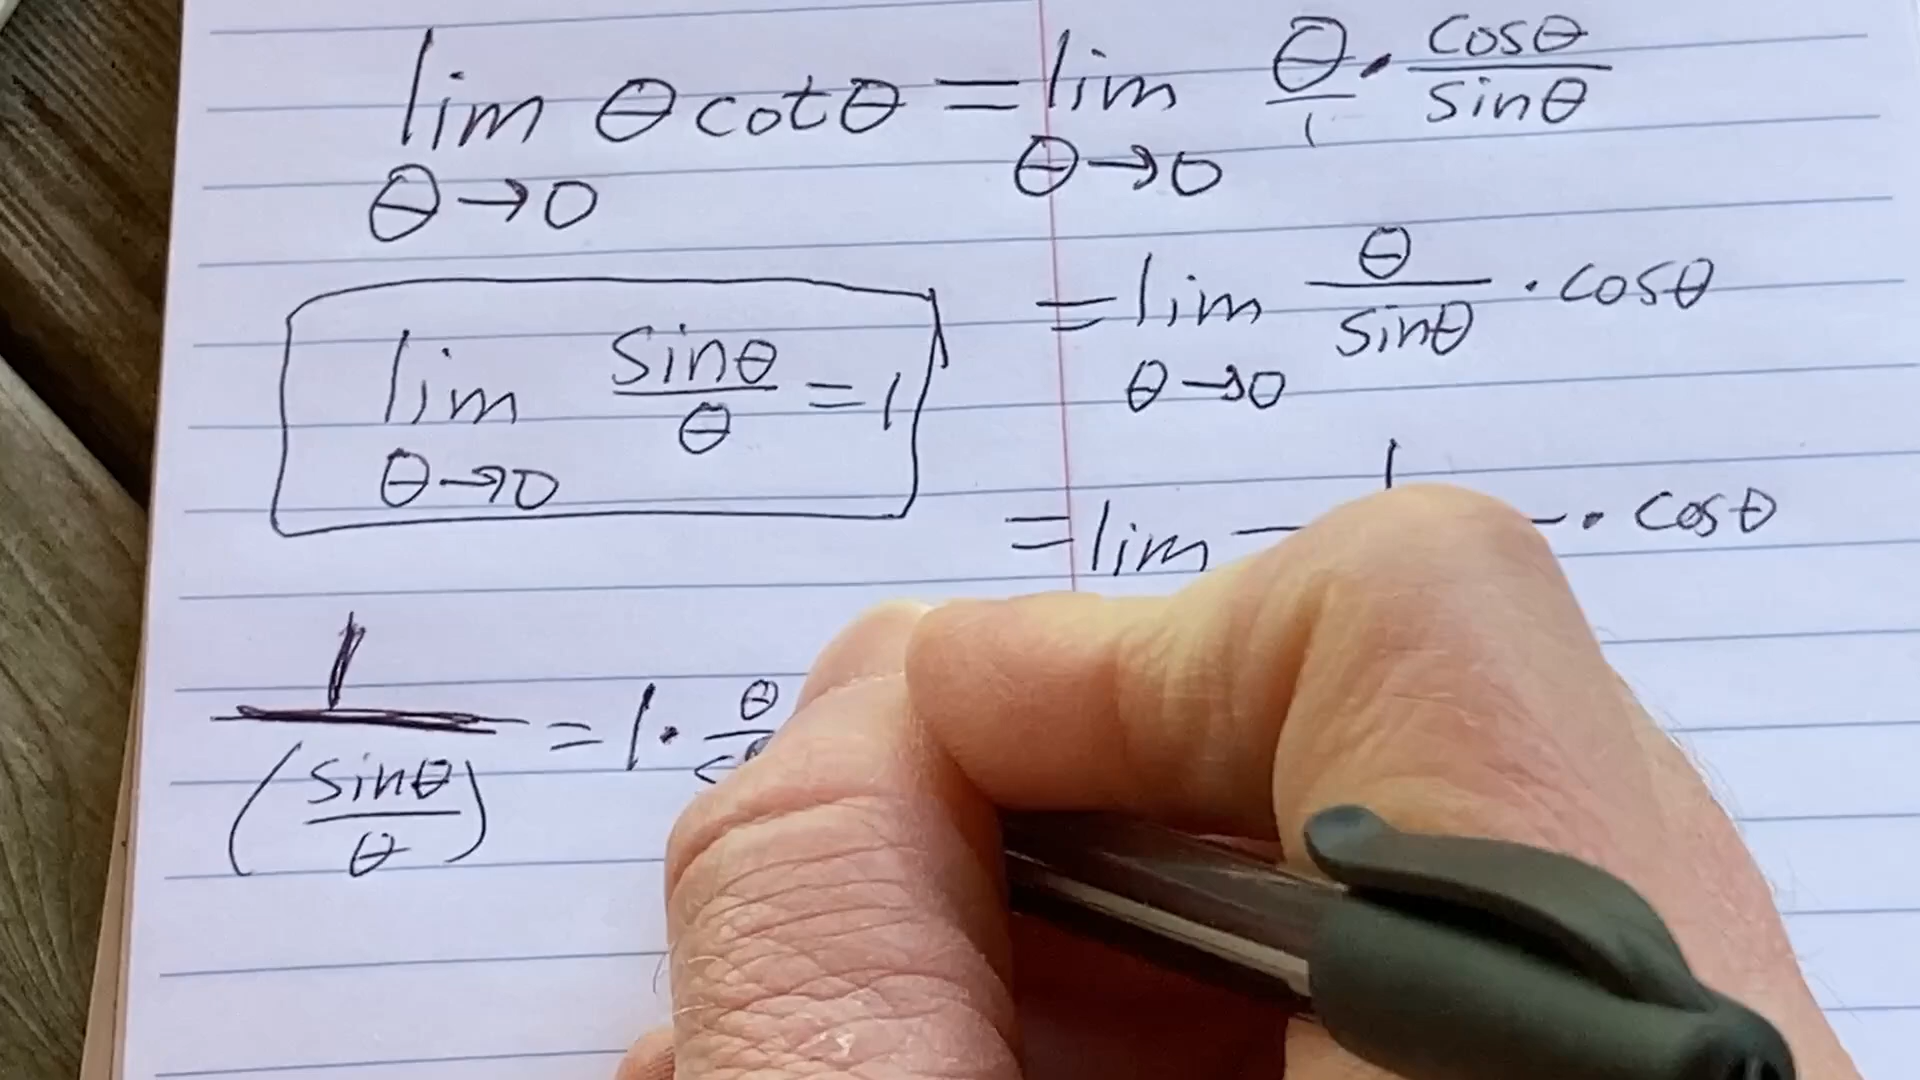 lim θ cot θ = lim θ/1 · cosθ/sinθ
θ→0 θ→0
= lim θ/sinθ · cosθ
θ→0
lim sinθ/θ = 1
θ→0
= lim 1 · cosθ
1/(sinθ/θ) = 1 · θ